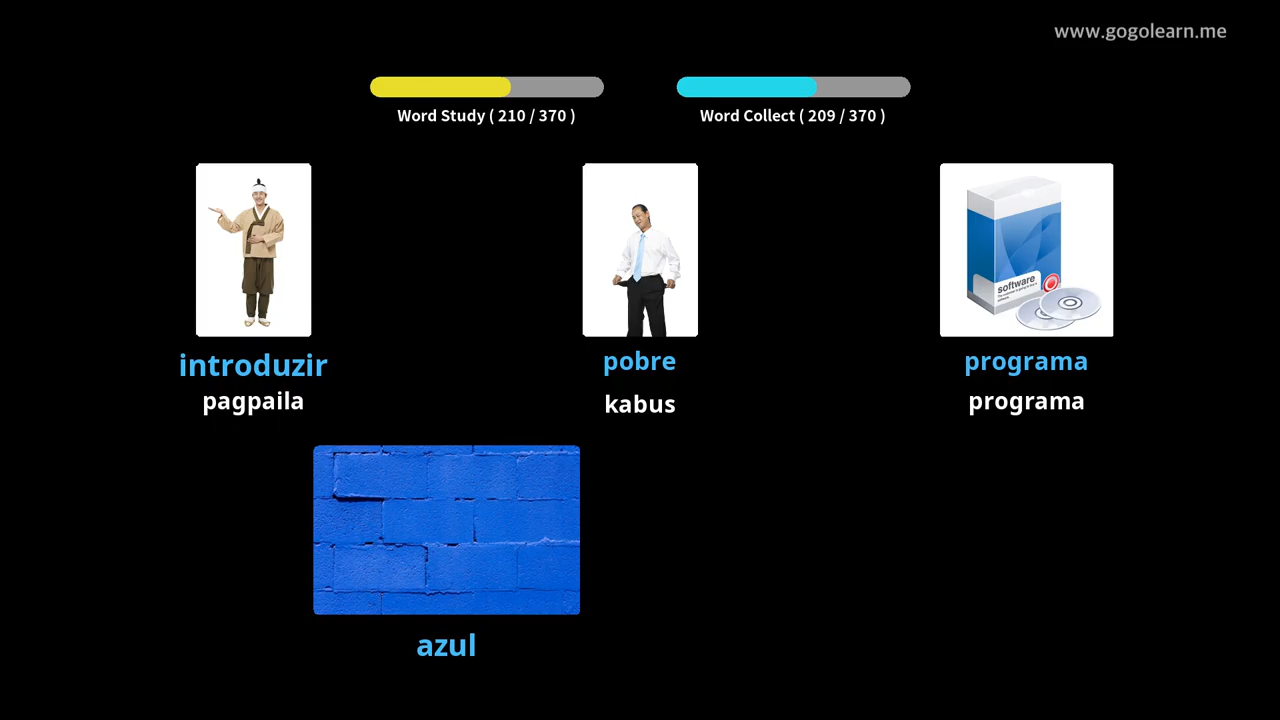 www.gogolearn.me
Word Study ( 210 / 370 )
Word Collect ( 209 / 370 )
software
introduzir
pobre
programa
pagpaila
kabus
programa
azul